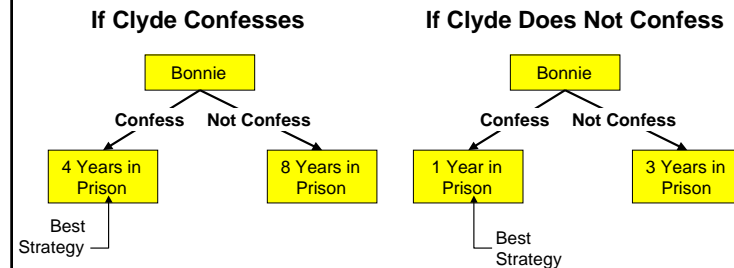 If Clyde Confesses
Bonnie
Confess Not Confess
4 Years in
Prison
8 Years in
Prison
Best
Strategy
If Clyde Does Not Confess
Bonnie
Confess Not Confess
1 Year in
Prison
3 Years in
Prison
Best
Strategy